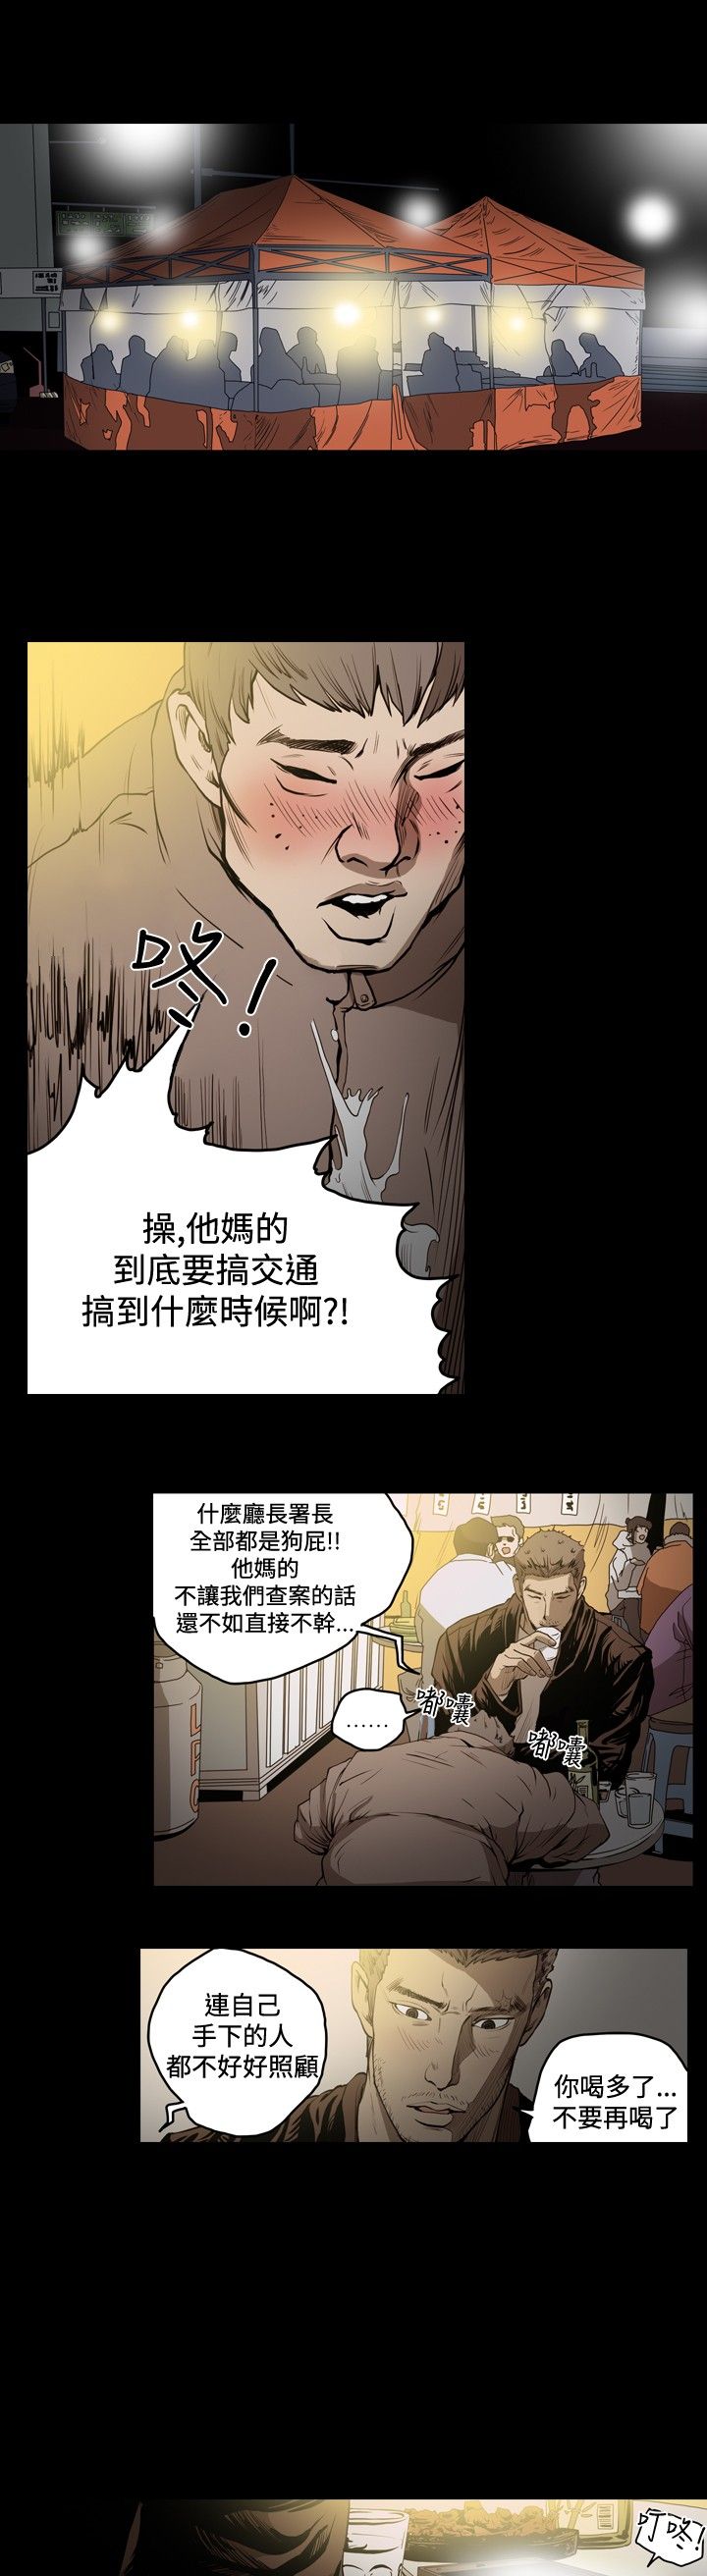 咚!
操,他媽的
到底要搞交通
搞到什麼時候啊?!
什麼廳長署長
全部都是狗屁!!
他媽的
不讓我們查案的話
還不如直接不幹...
......
嘟囔
嘟囔
LPG
連自己
手下的人
都不好好照顧
你喝多了...
不要再喝了
叮咚!